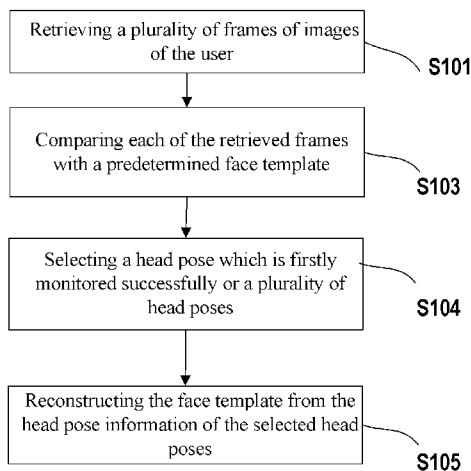 Retrieving a plurality of frames of images
of the user
S101
Comparing each of the retrieved frames
with a predetermined face template
S103
Selecting a head pose which is firstly
monitored successfully or a plurality of
head poses
S104
Reconstructing the face template from the
head pose information of the selected head
poses
S105